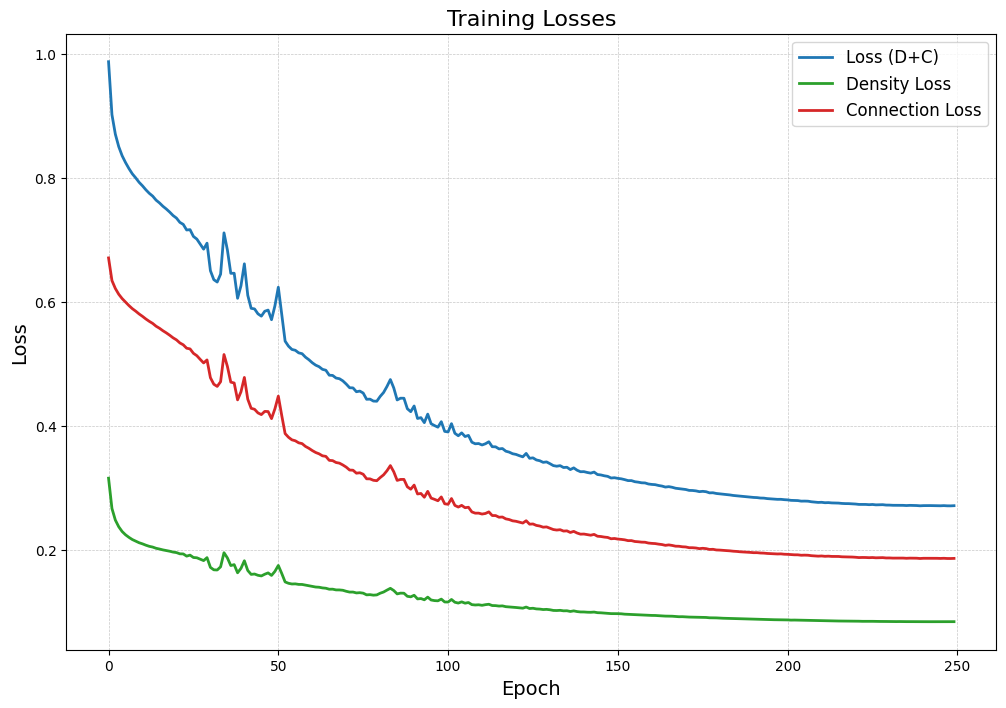 Training Losses
Loss (D+C)
Density Loss
Connection Loss
Loss
1.0
0.8
0.6
0.4
0.2
0 50 100 150 200 250
Epoch